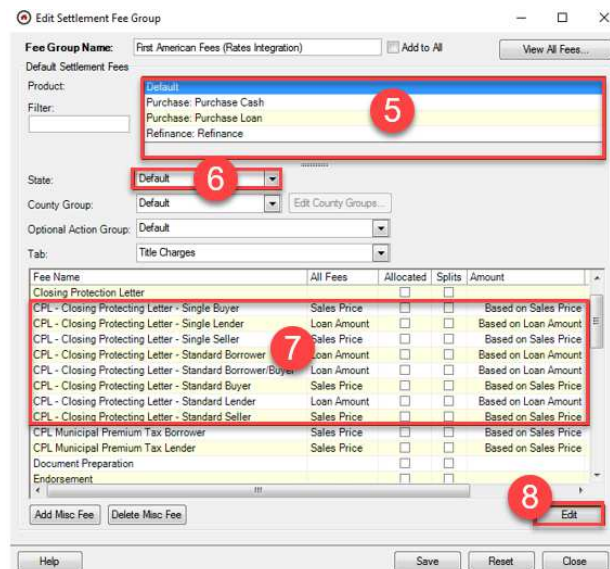 Edit Settlement Fee Group
Fee Group Name: First American Fees (Rates Integration) Add to All View All Fees...
Default Settlement Fees
Product: Default
Purchase: Purchase Cash
Filter:
Purchase: Purchase Loan
Refinance: Refinance
5
State: Default 6
County Group: Default Edit County Groups...
Optional Action Group: Default
Tab: Title Charges
Fee Name All Fees Allocated Splits Amount
Closing Protection Letter
CPL - Closing Protecting Letter - Single Buyer Sales Price Based on Sales Price
CPL - Closing Protecting Letter - Single Lender Loan Amount Based on Loan Amount
CPL - Closing Protecting Letter - Single Seller Sales Price Based on Sales Price
CPL - Closing Protecting Letter - Standard Borrower Loan Amount Based on Loan Amount
CPL - Closing Protecting Letter - Standard Borrower/Buyer Loan Amount Based on Loan Amount
CPL - Closing Protecting Letter - Standard Buyer Sales Price Based on Sales Price
CPL - Closing Protecting Letter - Standard Lender Loan Amount Based on Loan Amount
CPL - Closing Protecting Letter - Standard Seller Sales Price Based on Sales Price
7
CPL Municipal Premium Tax Borrower Sales Price Based on Sales Price
CPL Municipal Premium Tax Lender Sales Price Based on Sales Price
Document Preparation
Endorsement
8
Add Misc Fee Delete Misc Fee Edit
Help Save Reset Close